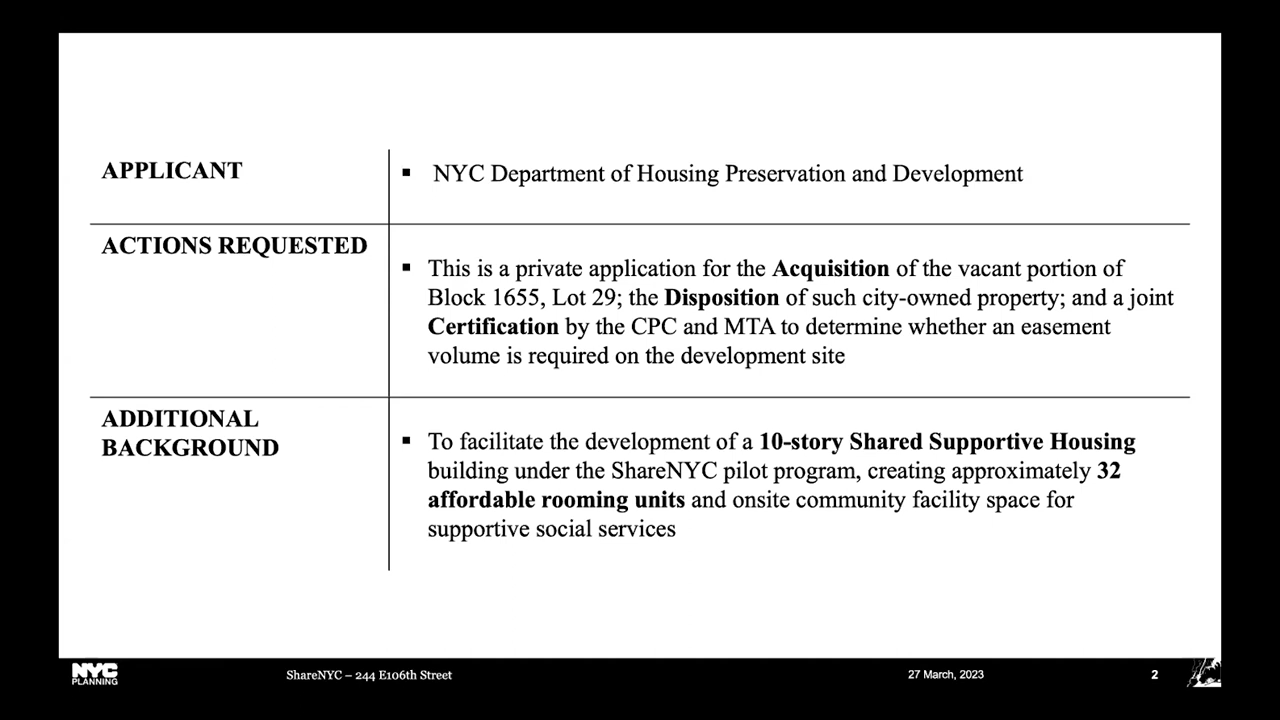 APPLICANT
▪ NYC Department of Housing Preservation and Development
ACTIONS REQUESTED
▪ This is a private application for the Acquisition of the vacant portion of
Block 1655, Lot 29; the Disposition of such city-owned property; and a joint
Certification by the CPC and MTA to determine whether an easement
volume is required on the development site
ADDITIONAL
BACKGROUND
▪ To facilitate the development of a 10-story Shared Supportive Housing
building under the ShareNYC pilot program, creating approximately 32
affordable rooming units and onsite community facility space for
supportive social services
NYC
PLANNING
ShareNYC – 244 E106th Street
27 March, 2023
2